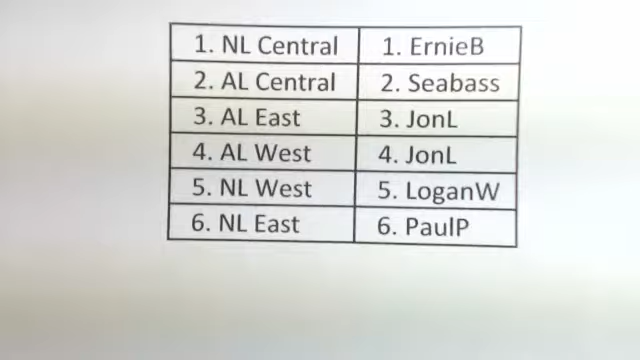 1. NL Central 1. ErnieB
2. AL Central 2. Seabass
3. AL East 3. JonL
4. AL West 4. JonL
5. NL West 5. LoganW
6. NL East 6. PaulP